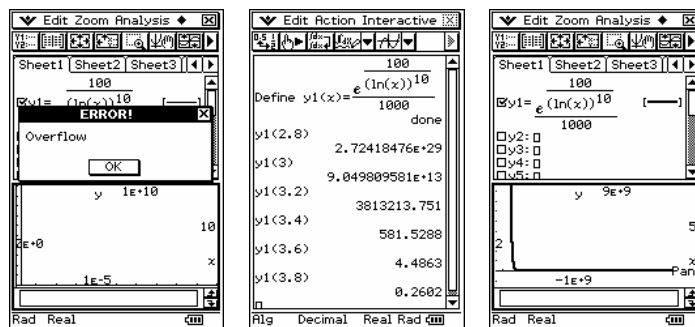 Edit Zoom Analysis
Sheet1 Sheet2 Sheet3
100
y1= (ln(x))10
ERROR!
Overflow
OK
y 1E+10
10
2E+0
x
1E-5
Rad Real
Edit Action Interactive
100
Define y1(x)= e (ln(x))10
1000
done
y1(2.8)
2.72418476E+29
y1(3)
9.049809581E+13
y1(3.2)
3813213.751
y1(3.4)
581.5288
y1(3.6)
4.4863
y1(3.8)
0.2602
Alg Decimal Real Rad
Edit Zoom Analysis
Sheet1 Sheet2 Sheet3
100
y1= e (ln(x))10
1000
y2:
y3:
y4:
y5:
y 9E+9
5
2
x
Pan
-1E+9
Rad Real